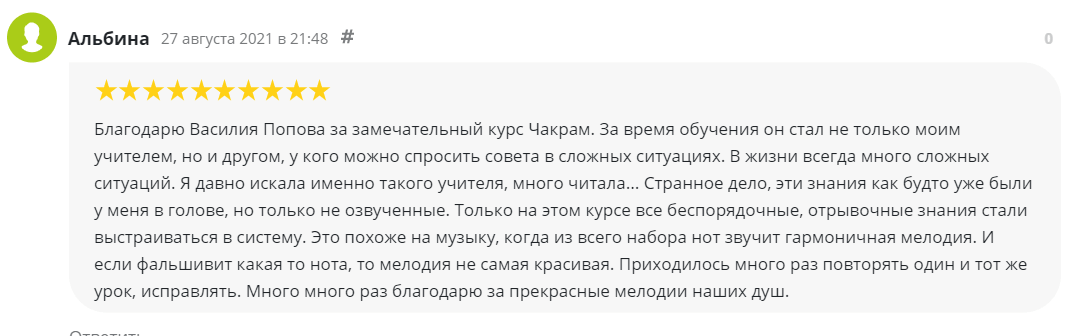 Альбина 27 августа 2021 в 21:48 #
0
Благодарю Василия Попова за замечательный курс Чакрам. За время обучения он стал не только моим
учителем, но и другом, у кого можно спросить совета в сложных ситуациях. В жизни всегда много сложных
ситуаций. Я давно искала именно такого учителя, много читала... Странное дело, эти знания как будто уже были
у меня в голове, но только не озвученные. Только на этом курсе все беспорядочные, отрывочные знания стали
выстраиваться в систему. Это похоже на музыку, когда из всего набора нот звучит гармоничная мелодия. И
если фальшивит какая то нота, то мелодия не самая красивая. Приходилось много раз повторять один и тот же
урок, исправлять. Много много раз благодарю за прекрасные мелодии наших душ.
Ответить